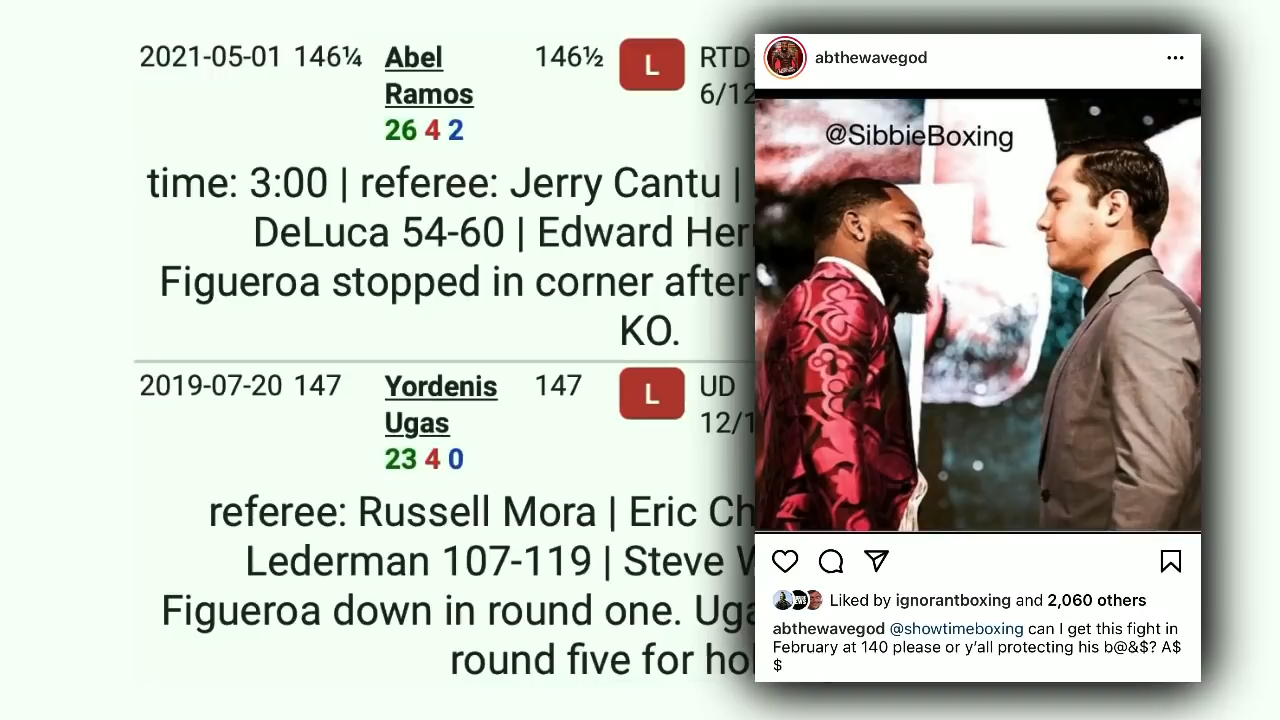 2021-05-01 146¼ Abel 146½ L RTD
Ramos 6/12
26 4 2
time: 3:00 | referee: Jerry Cantu |
DeLuca 54-60 | Edward Her
Figueroa stopped in corner after
KO.
2019-07-20 147 Yordenis 147 L UD
Ugas 12/1
23 4 0
referee: Russell Mora | Eric Ch
Lederman 107-119 | Steve W
Figueroa down in round one. Uga
round five for hol
abthewavegod
@SibbieBoxing
Liked by ignorantboxing and 2,060 others
abthewavegod @showtimeboxing can I get this fight in
February at 140 please or y'all protecting his b@&$? A$
$